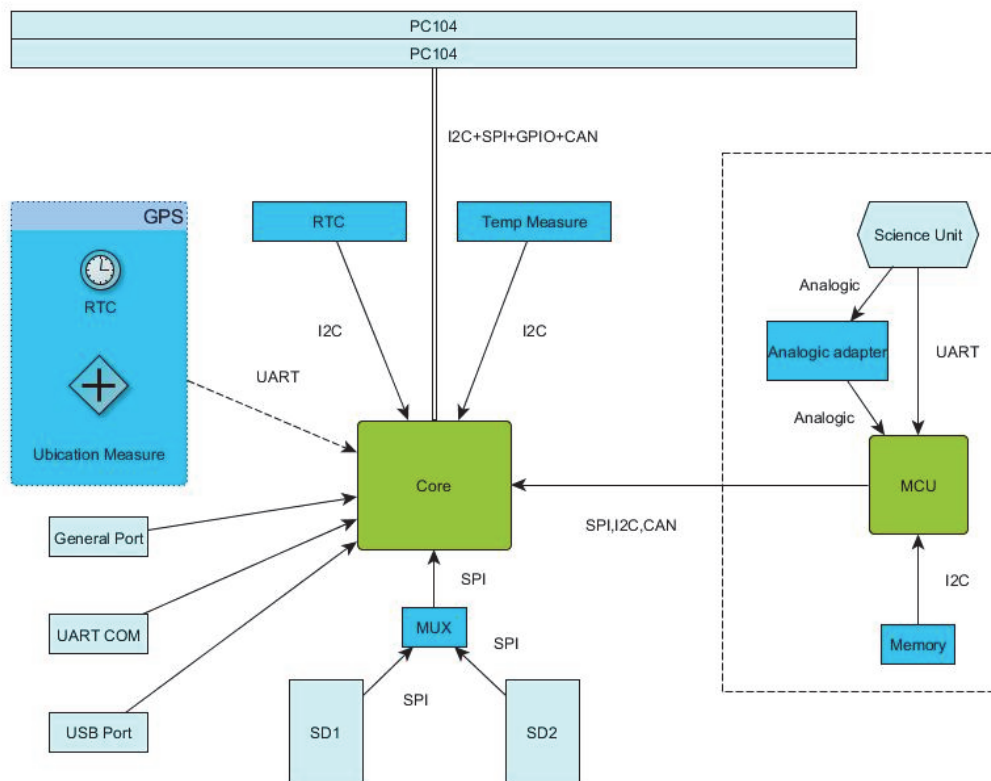 PC104
PC104
I2C+SPI+GPIO+CAN
GPS
RTC
Ubication Measure
RTC
Temp Measure
I2C
I2C
UART
Science Unit
Analogic
Analogic adapter
UART
Analogic
Core
MCU
SPI,I2C,CAN
General Port
SPI
I2C
UART COM
MUX
SPI
Memory
SPI
USB Port
SD1
SD2